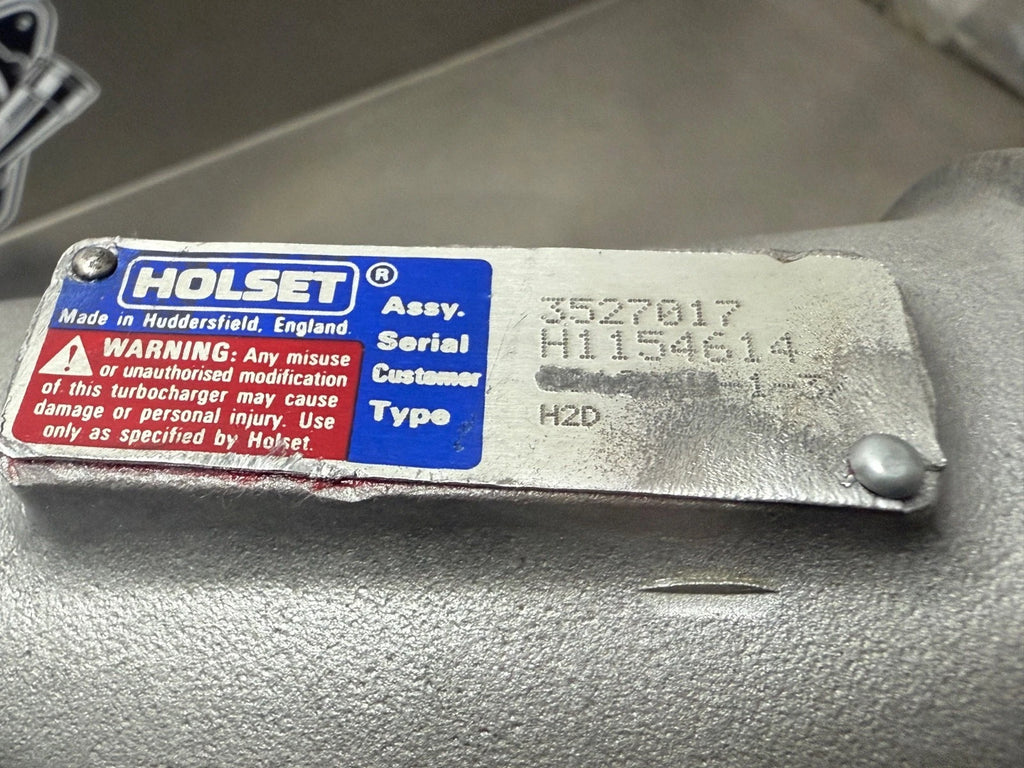 HOLSET ®
Made in Huddersfield, England.
WARNING: Any misuse
or unauthorised modification
of this turbocharger may cause
damage or personal injury. Use
only as specified by Holset.
Assy. 3527017
Serial H1154614
Customer
Type H2D